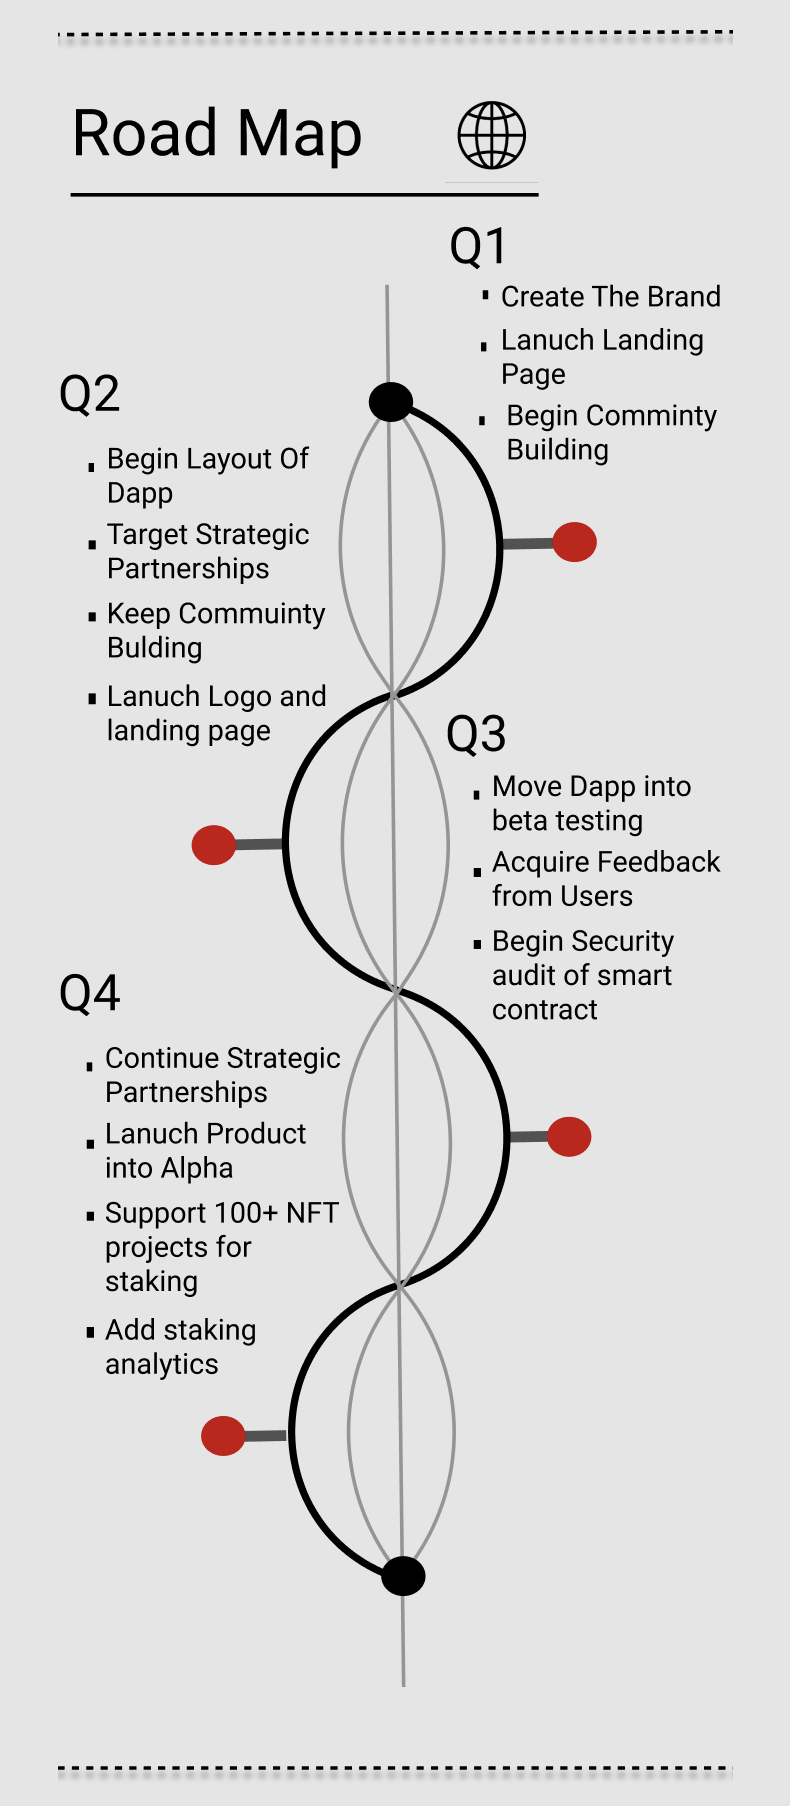 Road Map
Q1
Create The Brand
Lanuch Landing
Page
Begin Comminty
Building
Q2
Begin Layout Of
Dapp
Target Strategic
Partnerships
Keep Commuinty
Bulding
Lanuch Logo and
landing page
Q3
Move Dapp into
beta testing
Acquire Feedback
from Users
Begin Security
audit of smart
contract
Q4
Continue Strategic
Partnerships
Lanuch Product
into Alpha
Support 100+ NFT
projects for
staking
Add staking
analytics